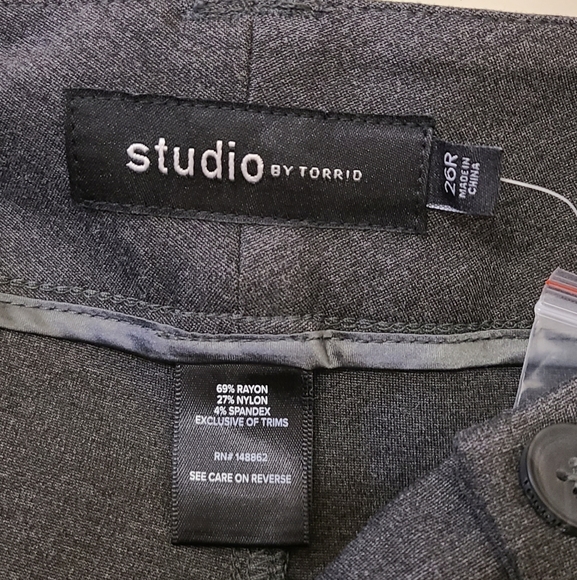 studio BY TORRID
26R
MADE IN
CHINA
69% RAYON
27% NYLON
4% SPANDEX
EXCLUSIVE OF TRIMS
RN# 148862
SEE CARE ON REVERSE